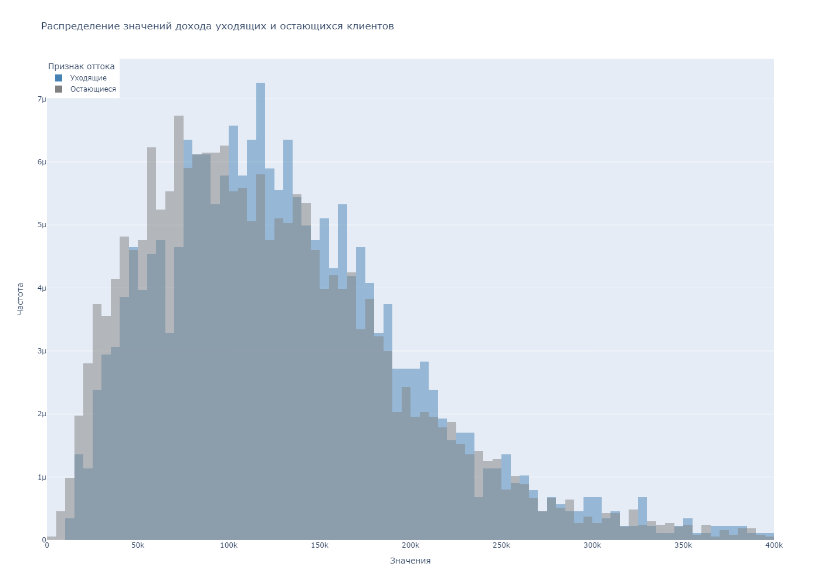 Распределение значений дохода уходящих и остающихся клиентов
Признак оттока
Уходящие
Остающиеся
7μ
6μ
5μ
4μ
3μ
2μ
1μ
0
Частота
0 50k 100k 150k 200k 250k 300k 350k 400k
Значения